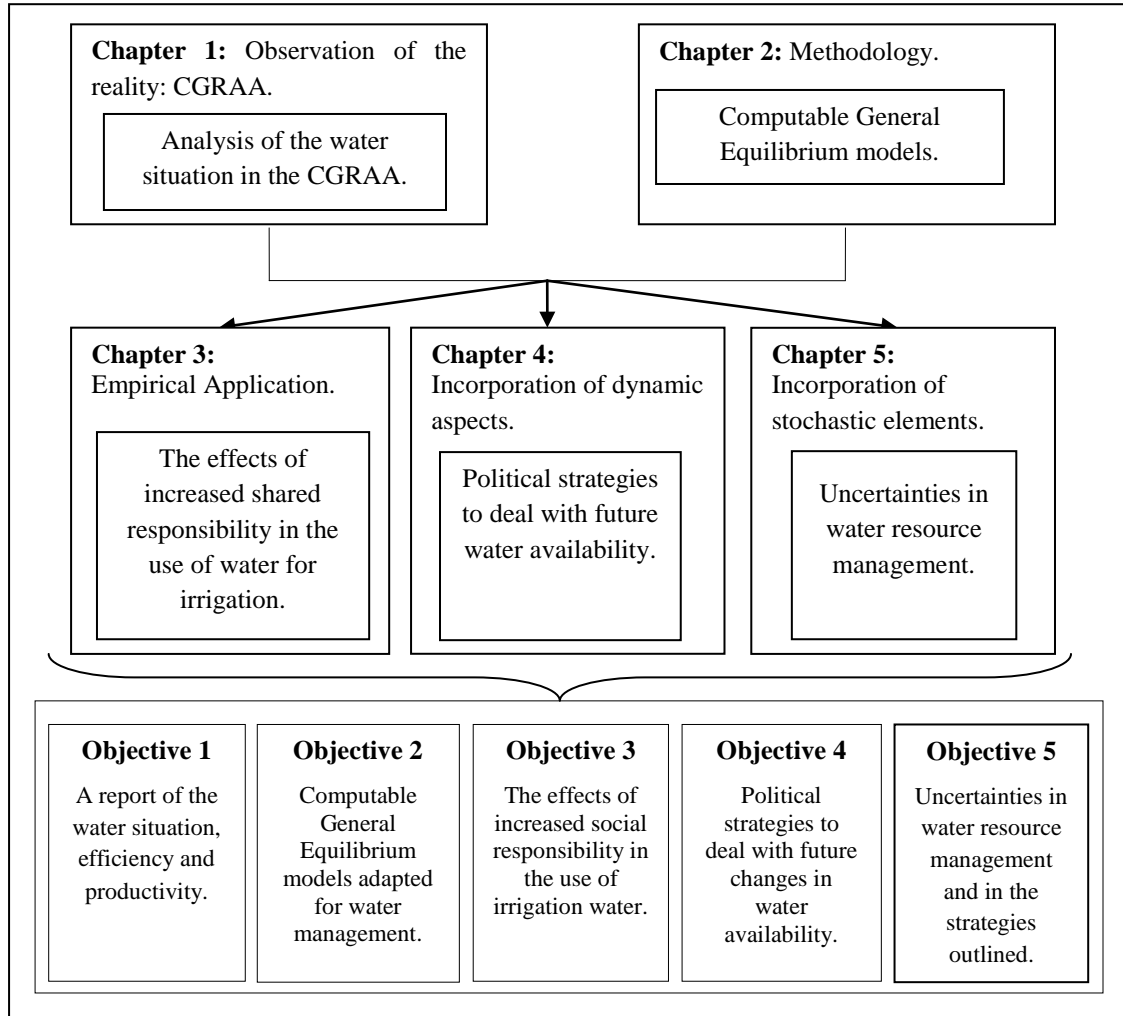 Chapter 1: Observation of the
reality: CGRAA.
Analysis of the water
situation in the CGRAA.
Chapter 2: Methodology.
Computable General
Equilibrium models.
Chapter 3:
Empirical Application.
The effects of
increased shared
responsibility in the
use of water for
irrigation.
Chapter 4:
Incorporation of dynamic
aspects.
Political strategies
to deal with future
water availability.
Chapter 5:
Incorporation of
stochastic elements.
Uncertainties in
water resource
management.
Objective 1
A report of the
water situation,
efficiency and
productivity.
Objective 2
Computable
General
Equilibrium
models adapted
for water
management.
Objective 3
The effects of
increased social
responsibility in
the use of
irrigation water.
Objective 4
Political
strategies to
deal with future
changes in
water
availability.
Objective 5
Uncertainties in
water resource
management
and in the
strategies
outlined.